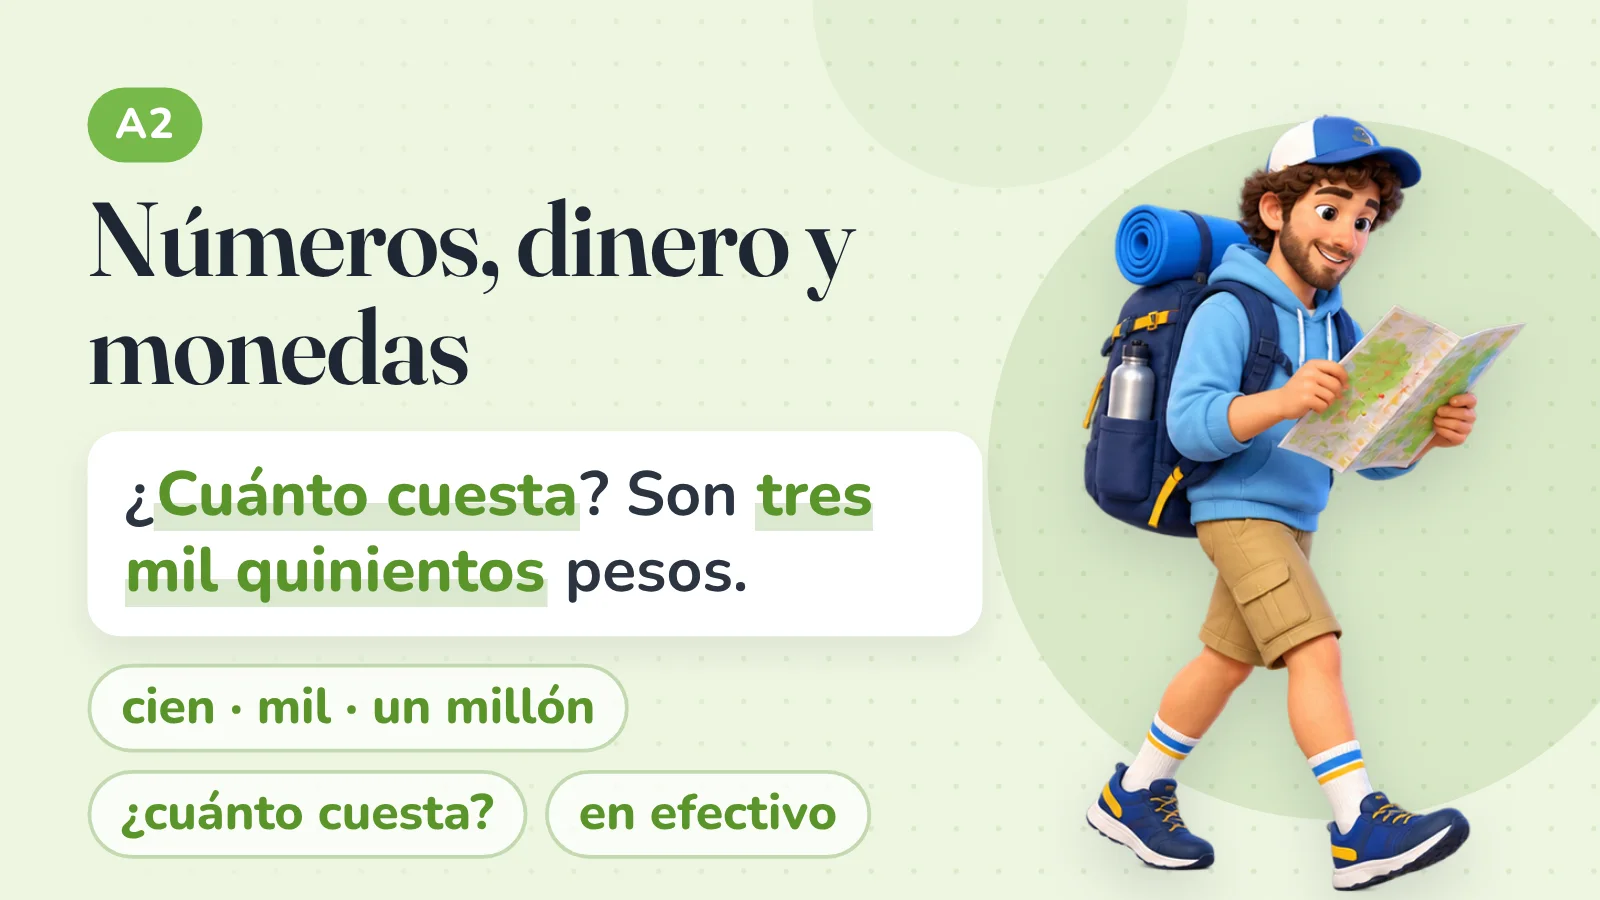 A2
Números, dinero y
monedas
¿Cuánto cuesta? Son tres
mil quinientos pesos.
cien · mil · un millón
¿cuánto cuesta?
en efectivo